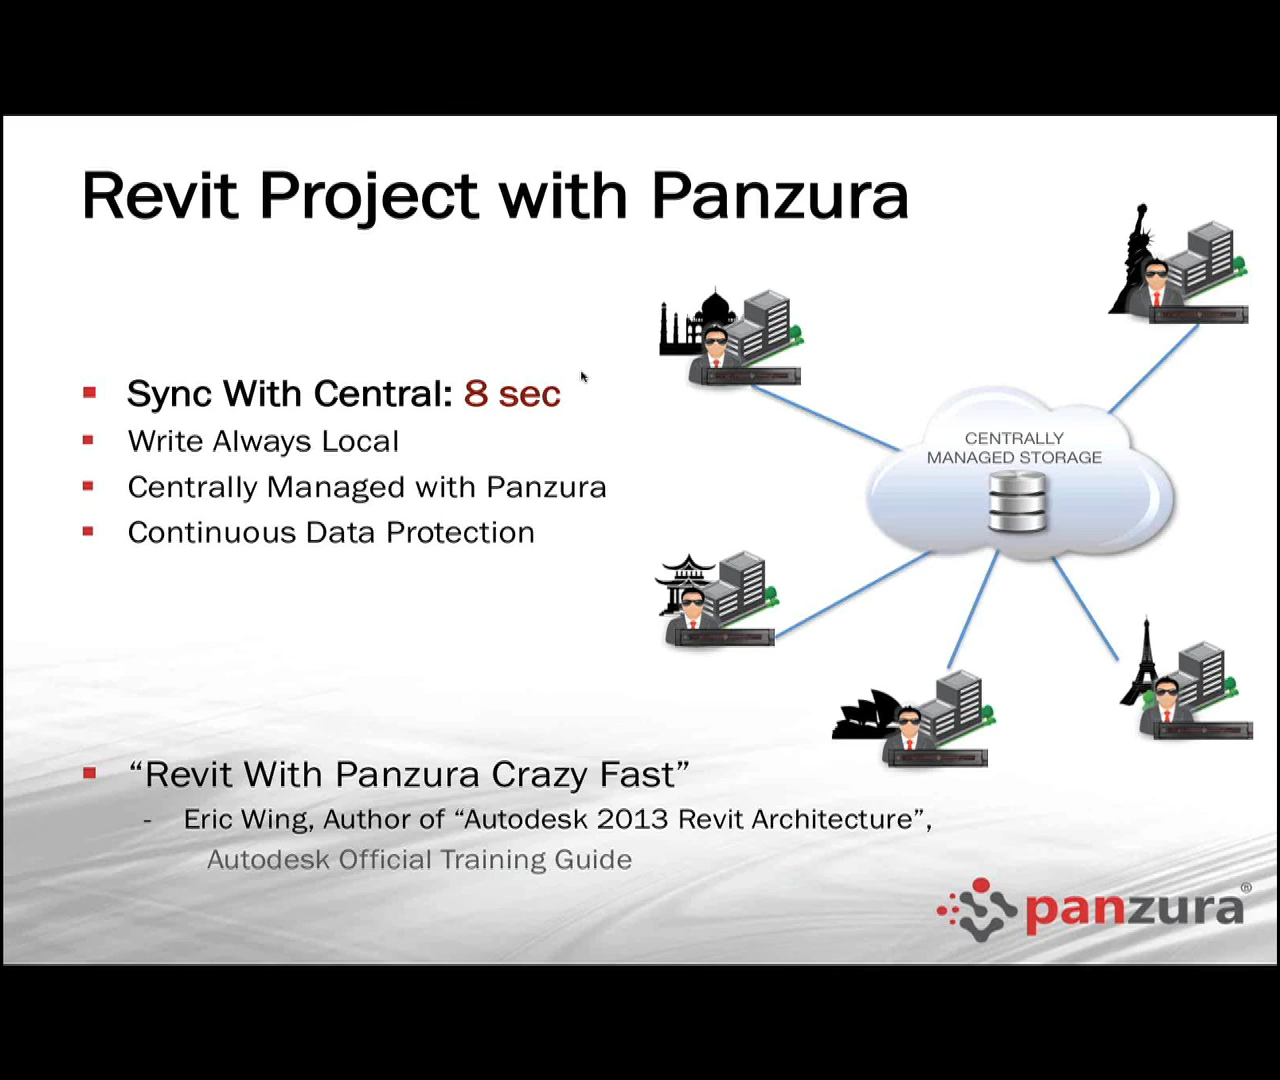 Revit Project with Panzura
Sync With Central: 8 sec
Write Always Local
Centrally Managed with Panzura
Continuous Data Protection
CENTRALLY
MANAGED STORAGE
“Revit With Panzura Crazy Fast”
- Eric Wing, Author of “Autodesk 2013 Revit Architecture”,
Autodesk Official Training Guide
panzura®